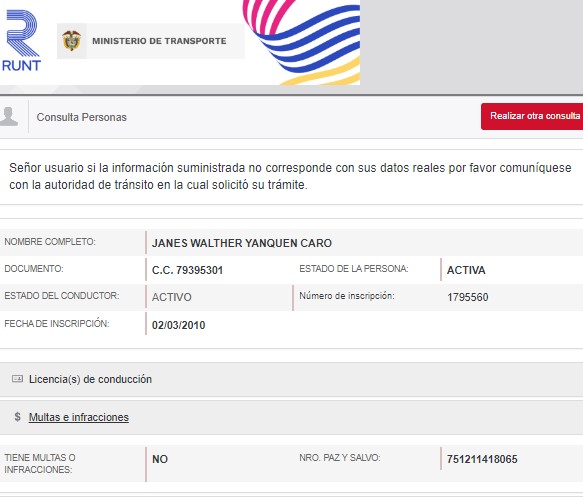 RUNT
MINISTERIO DE TRANSPORTE
Consulta Personas
Realizar otra consulta
Señor usuario si la información suministrada no corresponde con sus datos reales por favor comuníquese
con la autoridad de tránsito en la cual solicitó su trámite.
NOMBRE COMPLETO: JANES WALTHER YANQUEN CARO
DOCUMENTO: C.C. 79395301 ESTADO DE LA PERSONA: ACTIVA
ESTADO DEL CONDUCTOR: ACTIVO Número de inscripción: 1795560
FECHA DE INSCRIPCIÓN: 02/03/2010
Licencia(s) de conducción
$ Multas e infracciones
TIENE MULTAS O
INFRACCIONES: NO NRO. PAZ Y SALVO: 751211418065